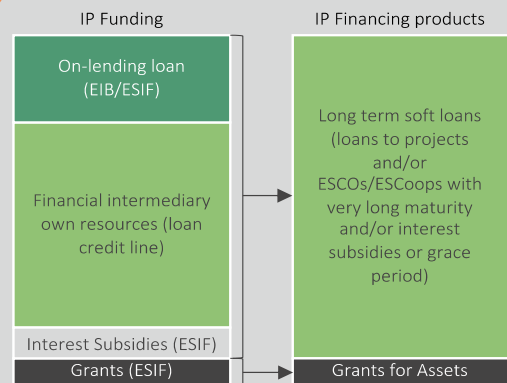 IP Funding
On-lending loan
(EIB/ESIF)
Financial intermediary
own resources (loan
credit line)
Interest Subsidies (ESIF)
Grants (ESIF)
IP Financing products
Long term soft loans
(loans to projects
and/or
ESCOs/ESCoops with
very long maturity
and/or interest
subsidies or grace
period)
Grants for Assets